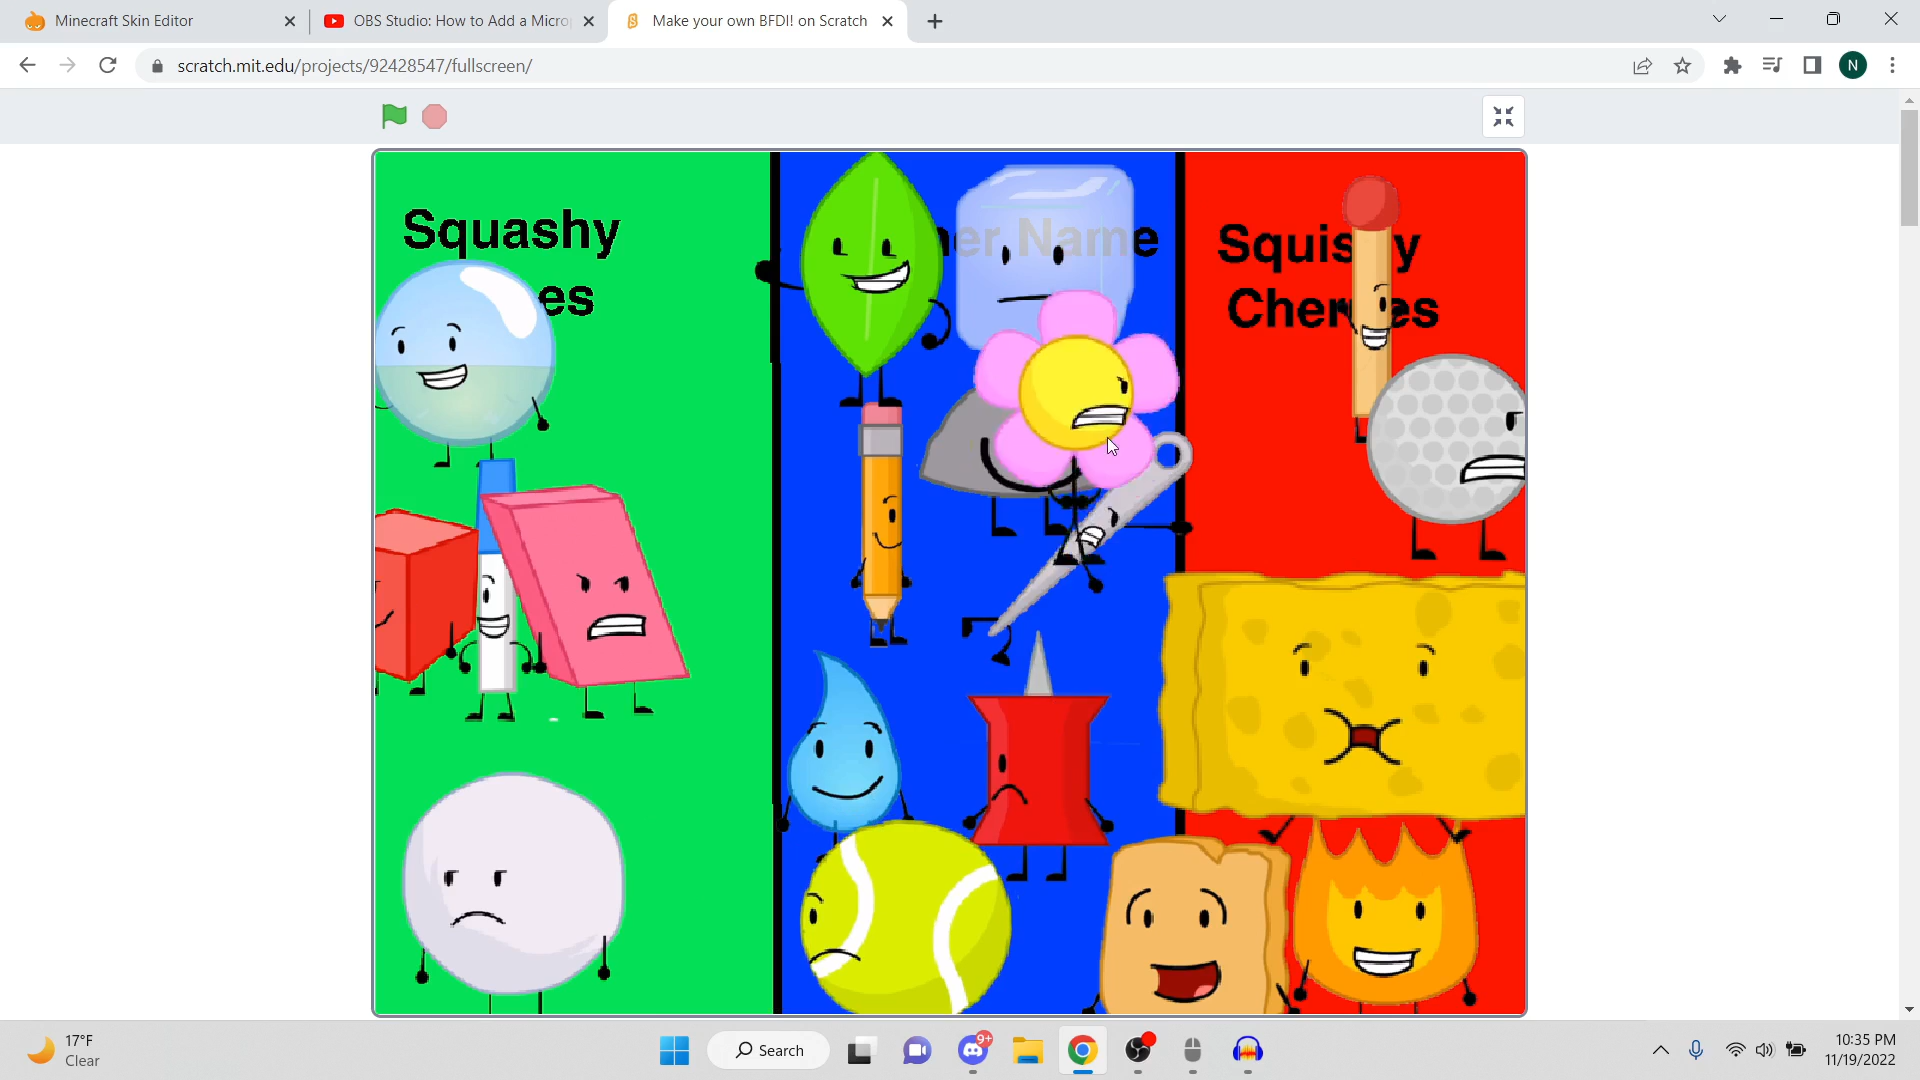 Minecraft Skin Editor
OBS Studio: How to Add a Micro
Make your own BFDI! on Scratch
scratch.mit.edu/projects/92428547/fullscreen/
N
Squashy
es
er Name
Squis y
Cher es
17°F
Clear
Search
9+
10:35 PM
11/19/2022